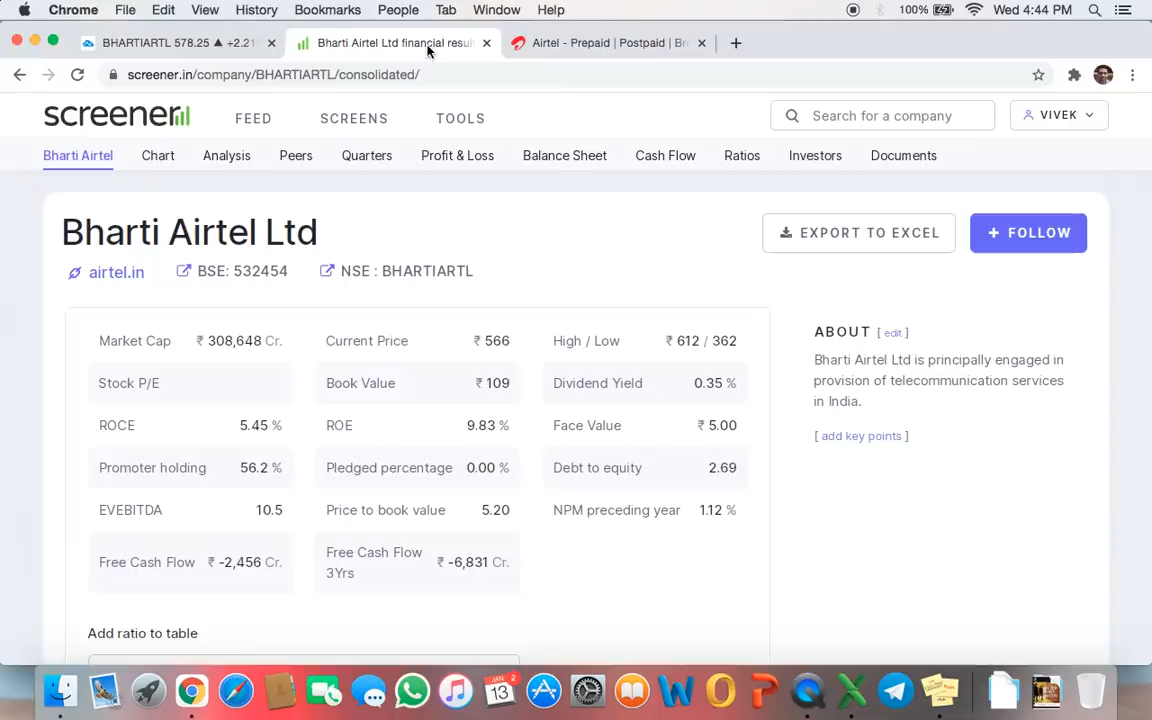 Chrome File Edit View History Bookmarks People Tab Window Help 100% Wed 4:44 PM
BHARTIARTL 578.25 ▲ +2.21 Bharti Airtel Ltd financial resu Airtel - Prepaid | Postpaid | Bro
screener.in/company/BHARTIARTL/consolidated/
screener FEED SCREENS TOOLS Search for a company VIVEK
Bharti Airtel Chart Analysis Peers Quarters Profit & Loss Balance Sheet Cash Flow Ratios Investors Documents
Bharti Airtel Ltd EXPORT TO EXCEL + FOLLOW
airtel.in BSE: 532454 NSE : BHARTIARTL
Market Cap ₹ 308,648 Cr. Current Price ₹ 566 High / Low ₹ 612 / 362
Stock P/E Book Value ₹ 109 Dividend Yield 0.35 %
ROCE 5.45 % ROE 9.83 % Face Value ₹ 5.00
Promoter holding 56.2 % Pledged percentage 0.00 % Debt to equity 2.69
EVEBITDA 10.5 Price to book value 5.20 NPM preceding year 1.12 %
Free Cash Flow ₹ -2,456 Cr. Free Cash Flow 3Yrs ₹ -6,831 Cr.
Add ratio to table
ABOUT [ edit ]
Bharti Airtel Ltd is principally engaged in
provision of telecommunication services
in India.
[ add key points ]
JAN 2
13